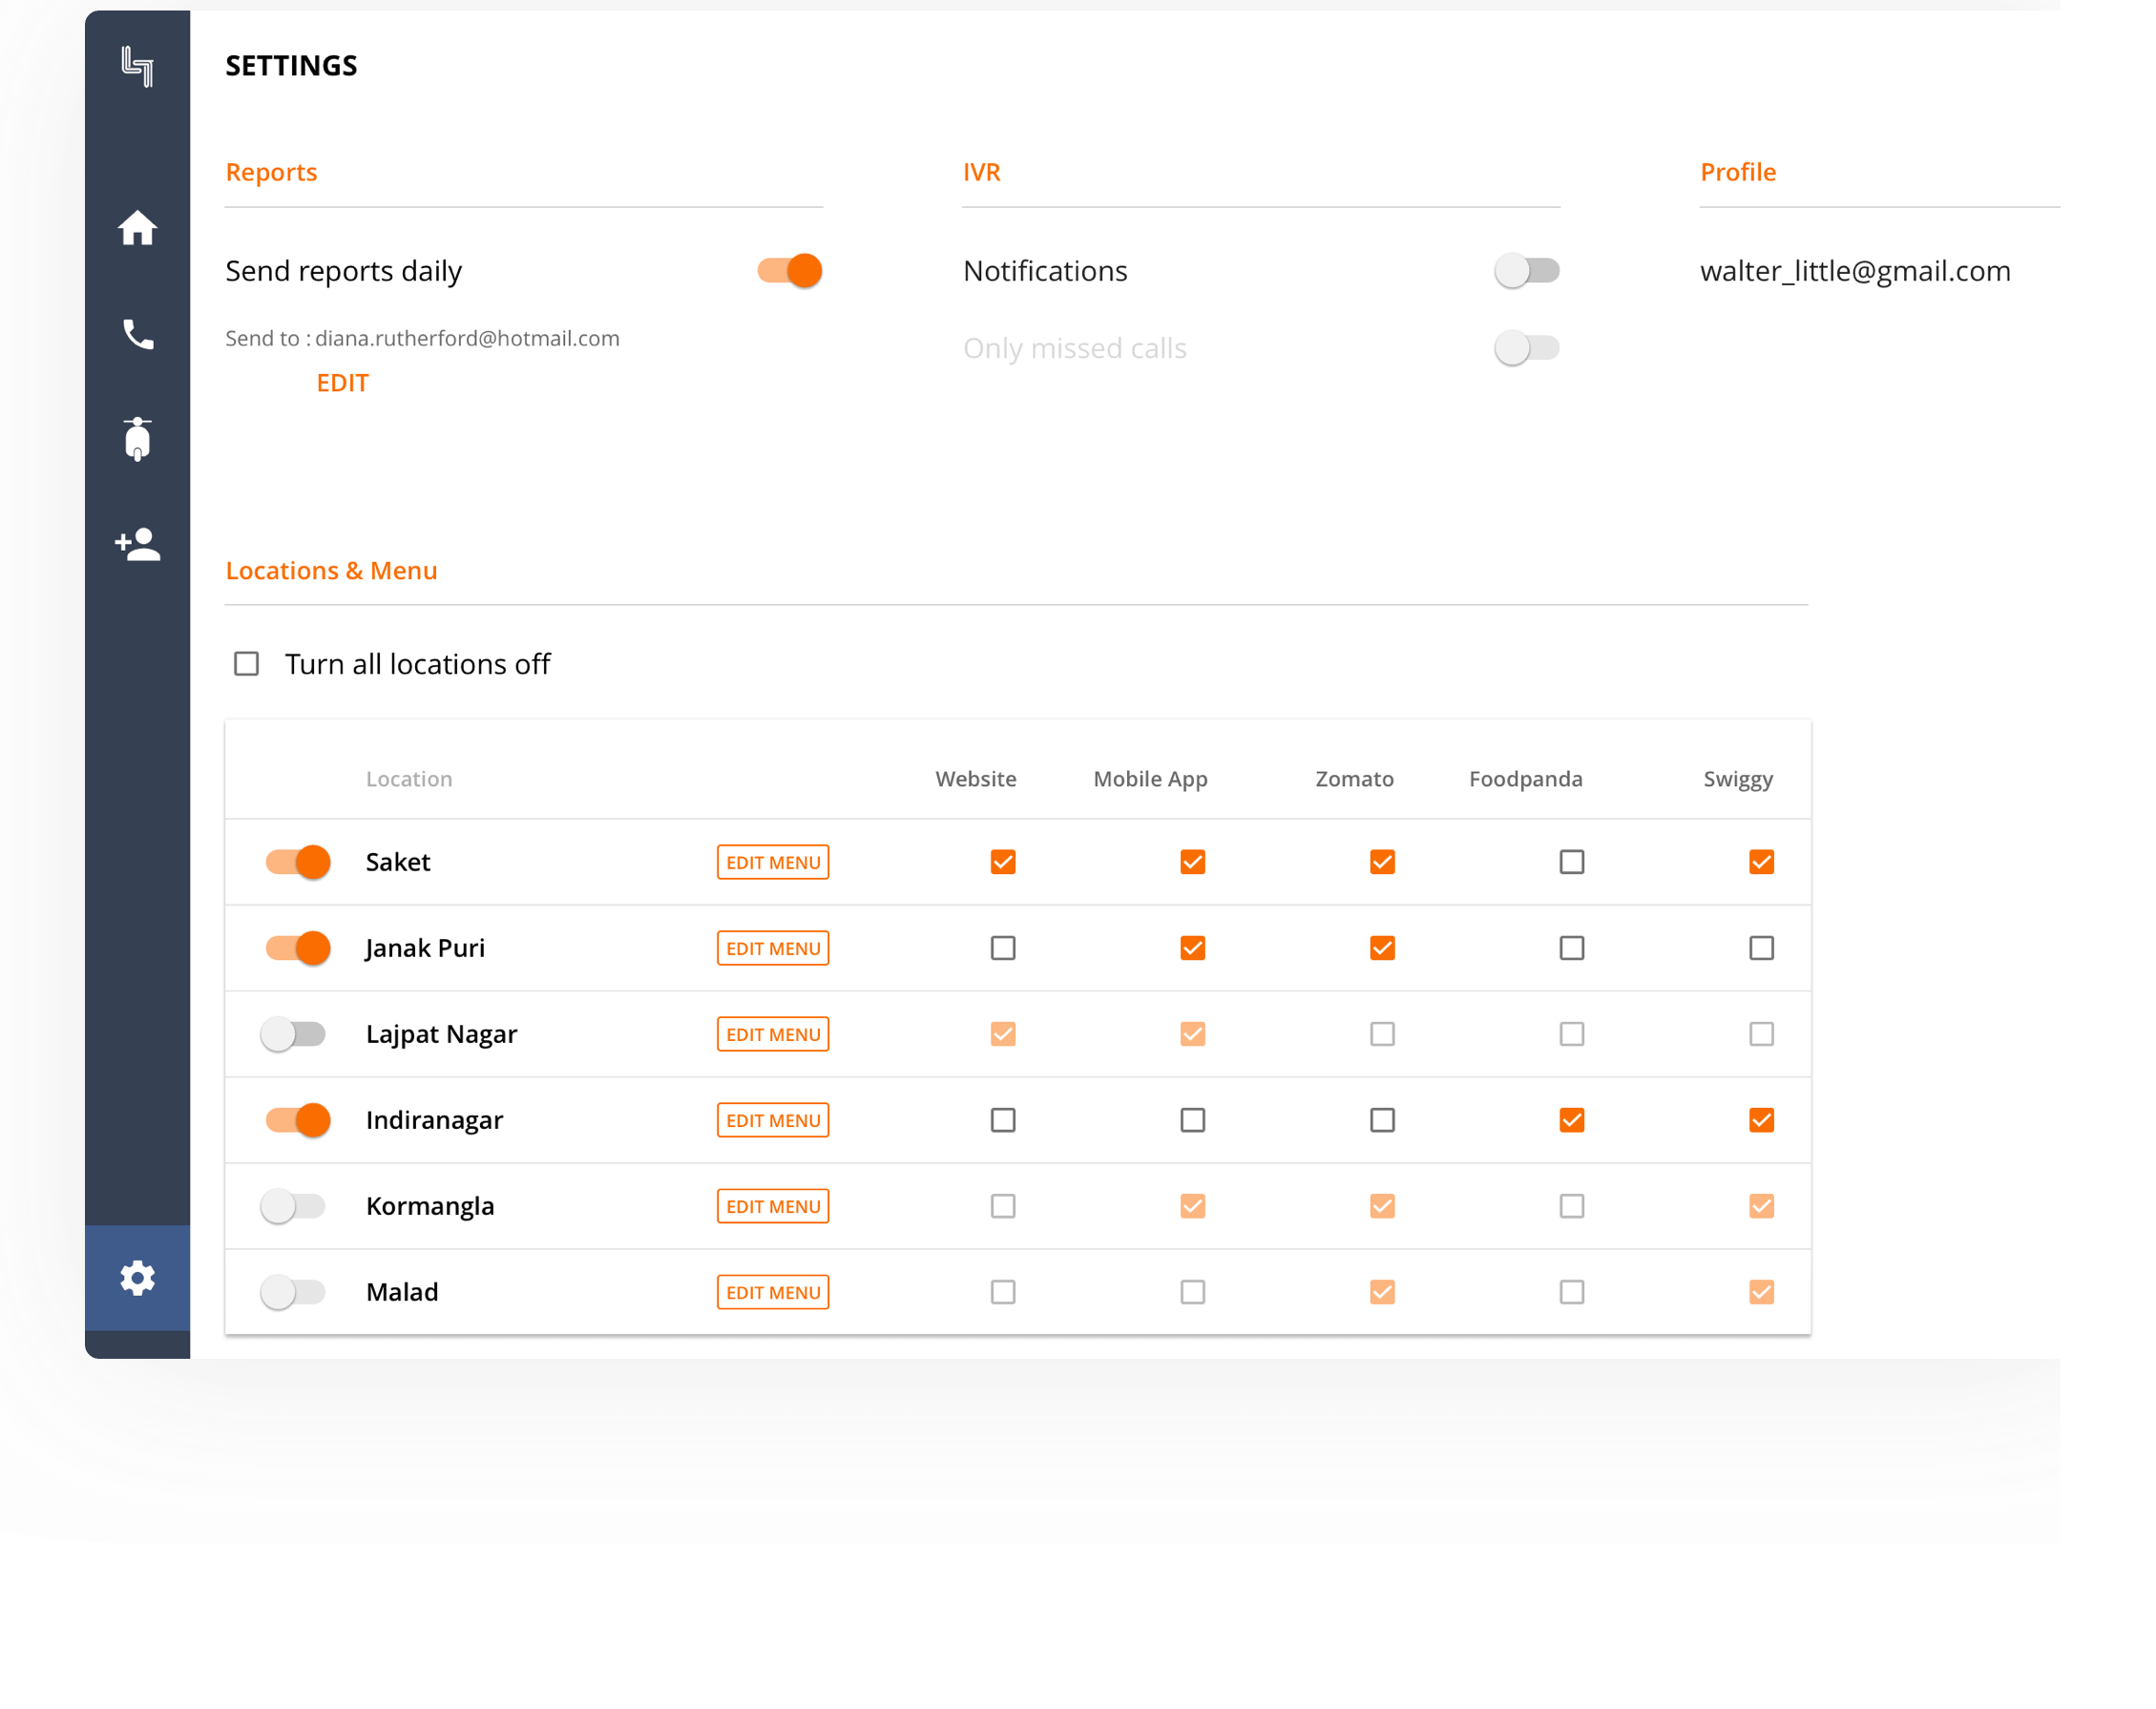 SETTINGS
Reports
IVR
Profile
Send reports daily
Notifications
walter_little@gmail.com
Send to : diana.rutherford@hotmail.com
Only missed calls
EDIT
Locations & Menu
Turn all locations off
Location Website Mobile App Zomato Foodpanda Swiggy
Saket EDIT MENU
Janak Puri EDIT MENU
Lajpat Nagar EDIT MENU
Indiranagar EDIT MENU
Kormangla EDIT MENU
Malad EDIT MENU